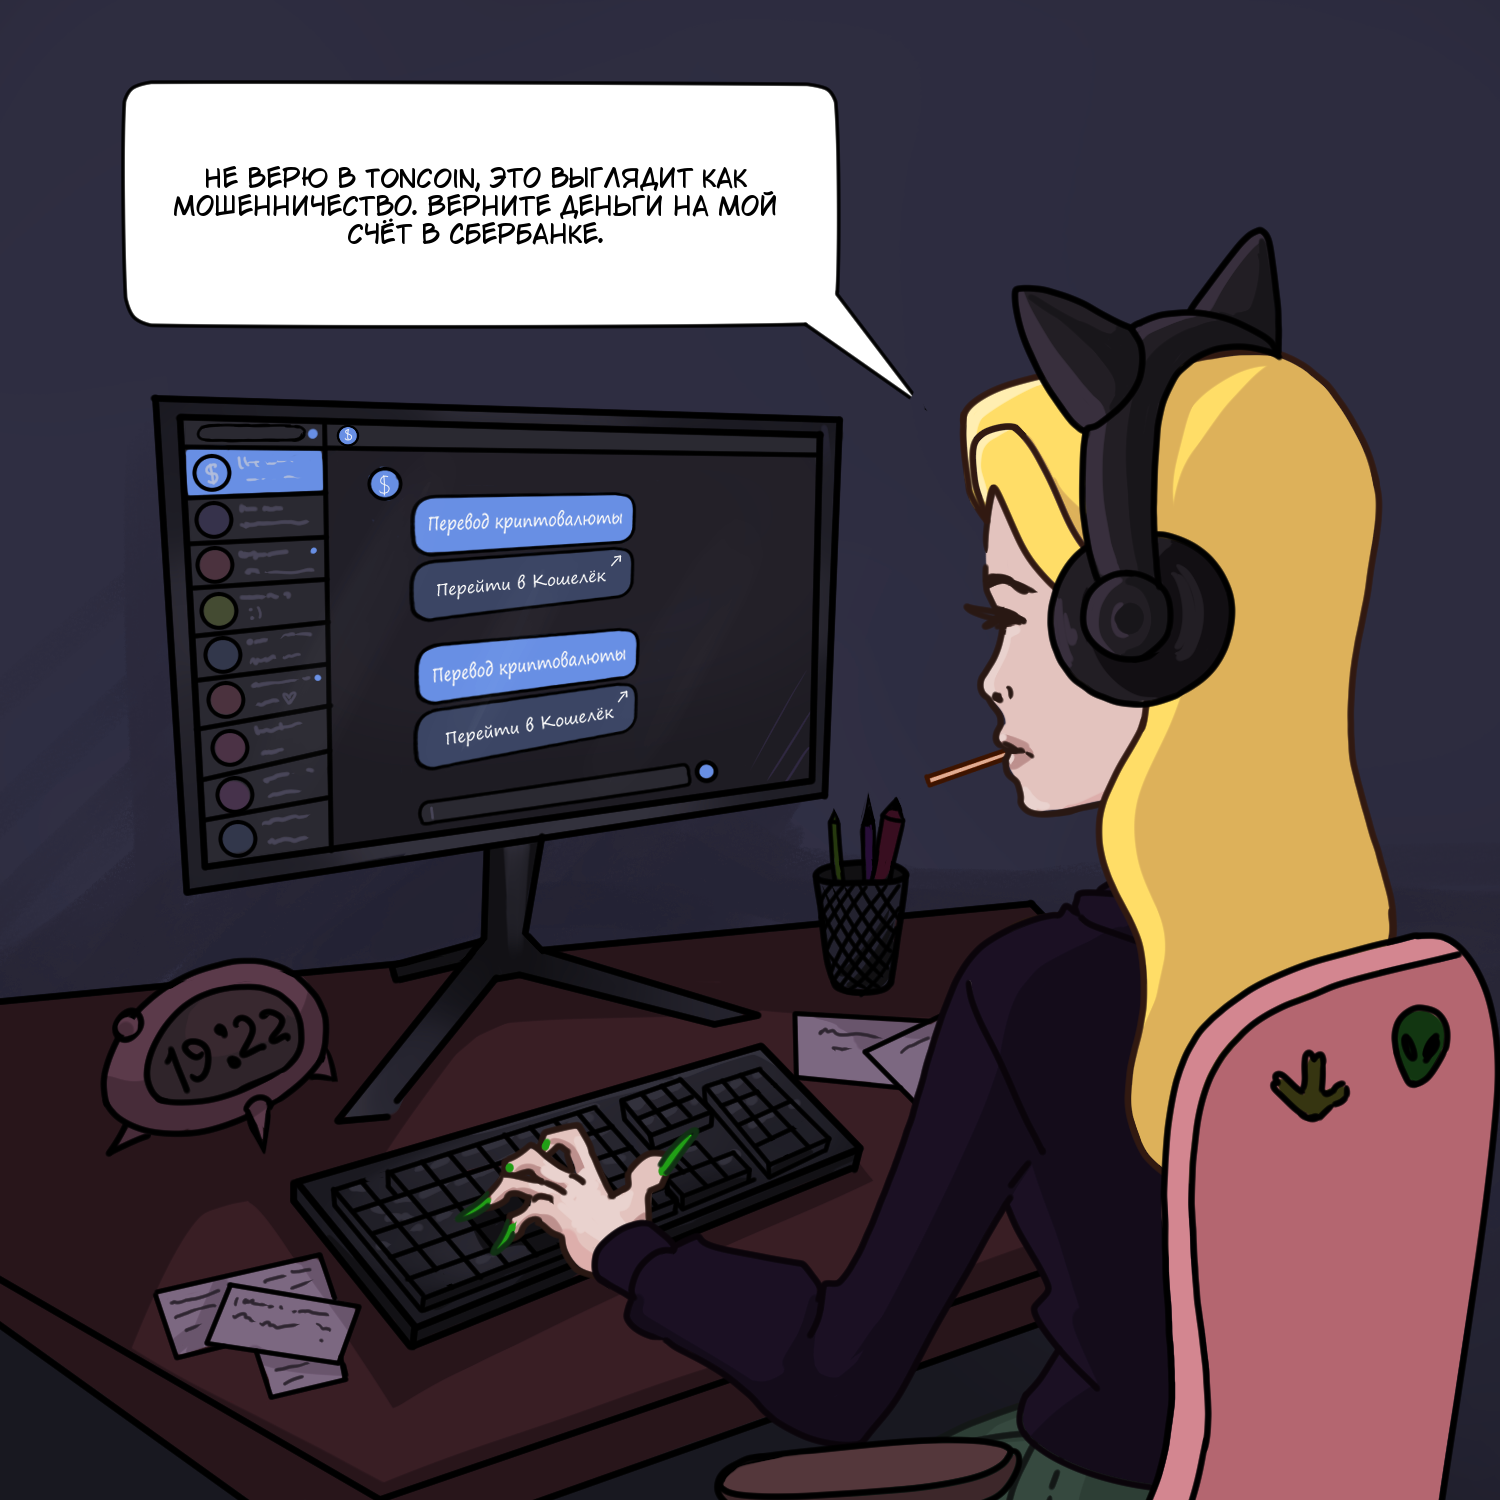 НЕ ВЕРЮ В TONCOIN, ЭТО ВЫГЛЯДИТ КАК
МОШЕННИЧЕСТВО. ВЕРНИТЕ ДЕНЬГИ НА МОЙ
СЧЁТ В СБЕРБАНКЕ.
$
$
$
Перевод криптовалюты
Перейти в Кошелёк
Перевод криптовалюты
Перейти в Кошелёк
:)
19:22